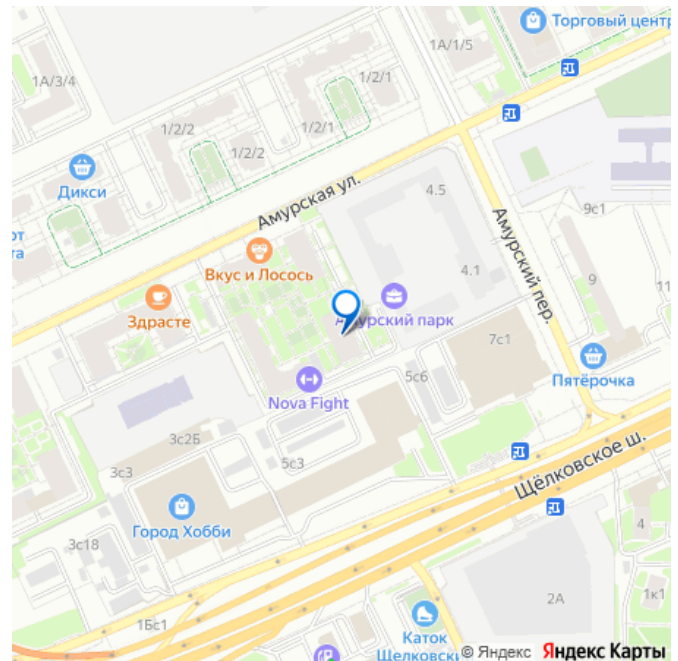 Торговый центр
1А/1/5
1А/3/4
1/2/1
1/2/2
1/2/1
1/2/2
Дикси
Амурская ул.
4.5
9с1
Вкус и Лосось
Амурский пер.
4.1
9
11
Здрасте
Амурский парк
7с1
5с6
Пятёрочка
Nova Fight
3с2Б
5с3
3с3
Щёлковское ш.
Город Хобби
3с18
4
2А
1к1
1Бс1
Каток
Щелковски
© Яндекс Яндекс Карты